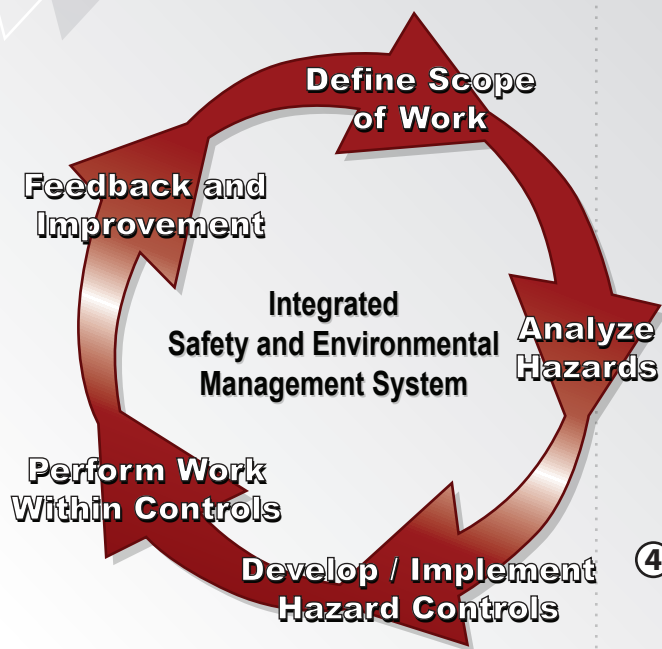 Define Scope
of Work
Feedback and
Improvement
Integrated
Safety and Environmental
Management System
Analyze
Hazards
Perform Work
Within Controls
Develop / Implement
Hazard Controls
4